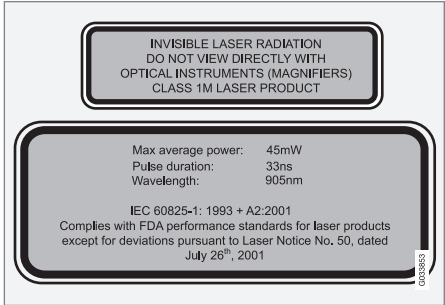 INVISIBLE LASER RADIATION
DO NOT VIEW DIRECTLY WITH
OPTICAL INSTRUMENTS (MAGNIFIERS)
CLASS 1M LASER PRODUCT
Max average power: 45mW
Pulse duration: 33ns
Wavelength: 905nm
IEC 60825-1: 1993 + A2:2001
Complies with FDA performance standards for laser products
except for deviations pursuant to Laser Notice No. 50, dated
July 26th, 2001
G033853